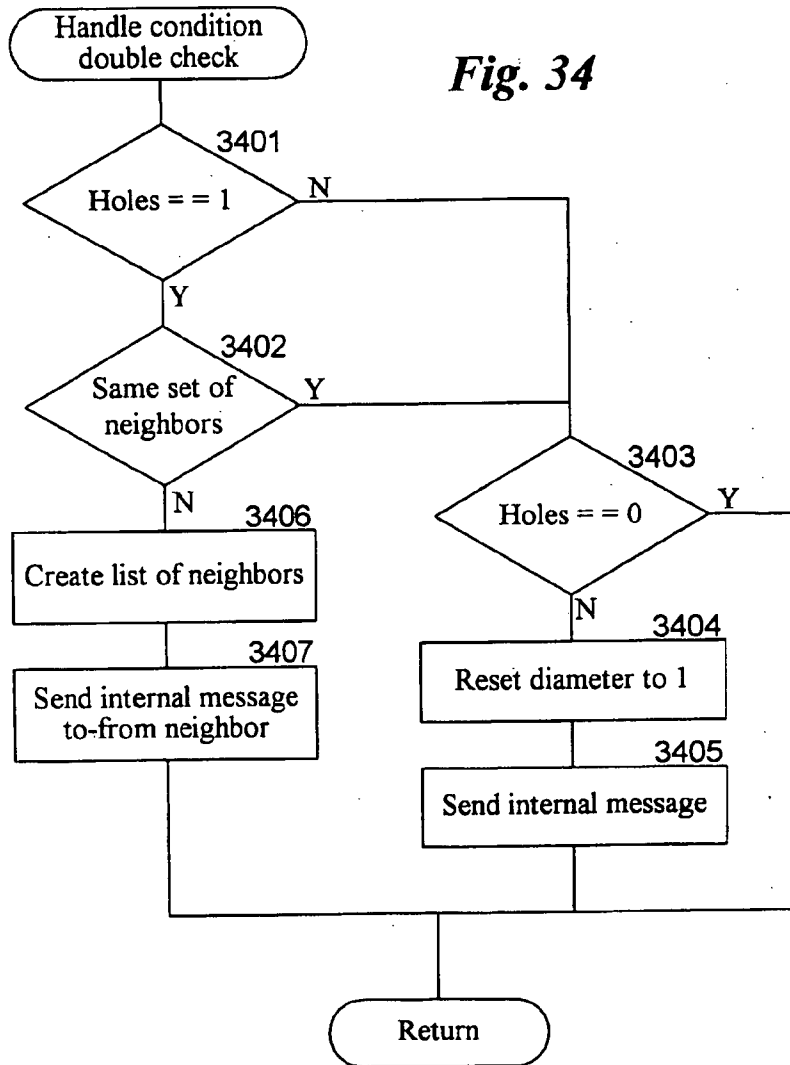 Handle condition
double check
Fig. 34
3401
Holes = = 1
N
Y
3402
Same set of
neighbors
Y
N
3403
Holes = = 0
Y
N
3406
Create list of neighbors
3404
Reset diameter to 1
3407
Send internal message
to-from neighbor
3405
Send internal message
Return